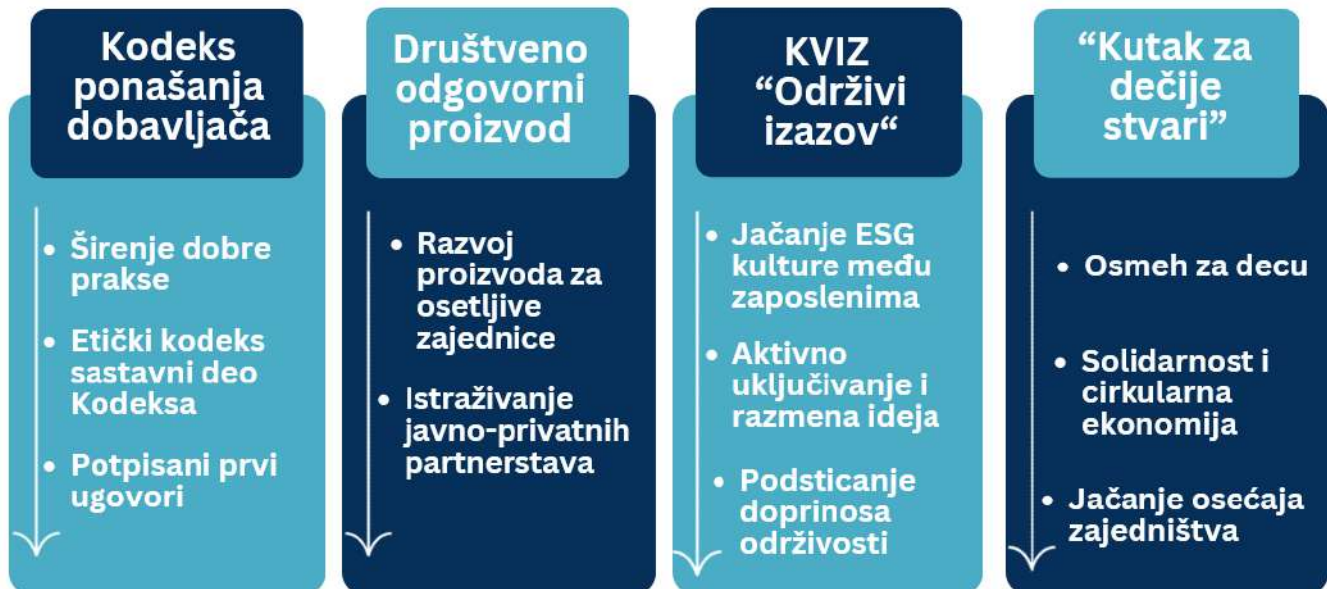 Kodeks
ponašanja
dobavljača
• Širenje dobre
prakse
• Etički kodeks
sastavni deo
Kodeksa
• Potpisani prvi
ugovori
Društveno
odgovorni
proizvod
• Razvoj
proizvoda za
osetljive
zajednice
• Istraživanje
javno-privatnih
partnerstava
KVIZ
“Održivi
izazov“
• Jačanje ESG
kulture među
zaposlenima
• Aktivno
uključivanje i
razmena ideja
• Podsticanje
doprinosa
održivosti
“Kutak za
dečije
stvari”
• Osmeh za decu
• Solidarnost i
cirkularna
ekonomija
• Jačanje osećaja
zajedništva